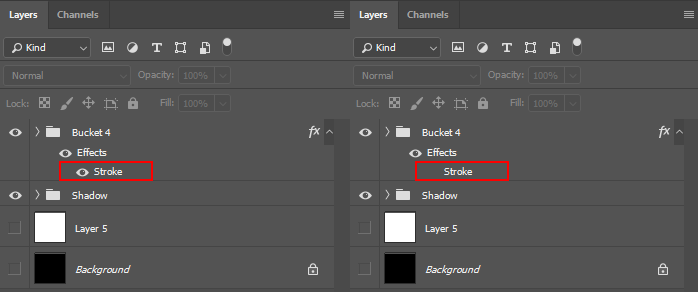 Layers Channels
Kind
Normal Opacity: 100%
Lock: Fill: 100%
Bucket 4 fx
Effects
Stroke
Shadow
Layer 5
Background
Layers Channels
Kind
Normal Opacity: 100%
Lock: Fill: 100%
Bucket 4 fx
Effects
Stroke
Shadow
Layer 5
Background